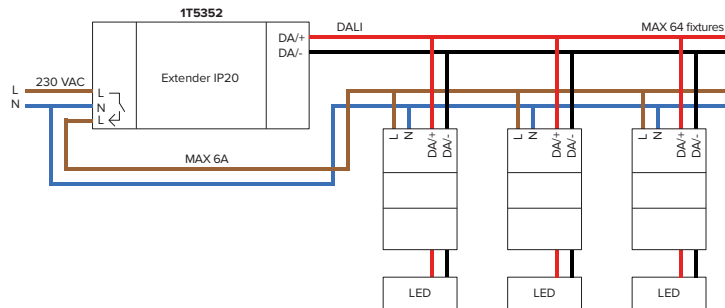 1T5352
DA/+
DALI
MAX 64 fixtures
DA/-
Extender IP20
230 VAC
L
L
N
N
L
MAX 6A
L
N
DA/+
DA/-
L
N
DA/+
DA/-
L
N
DA/+
DA/-
LED
LED
LED